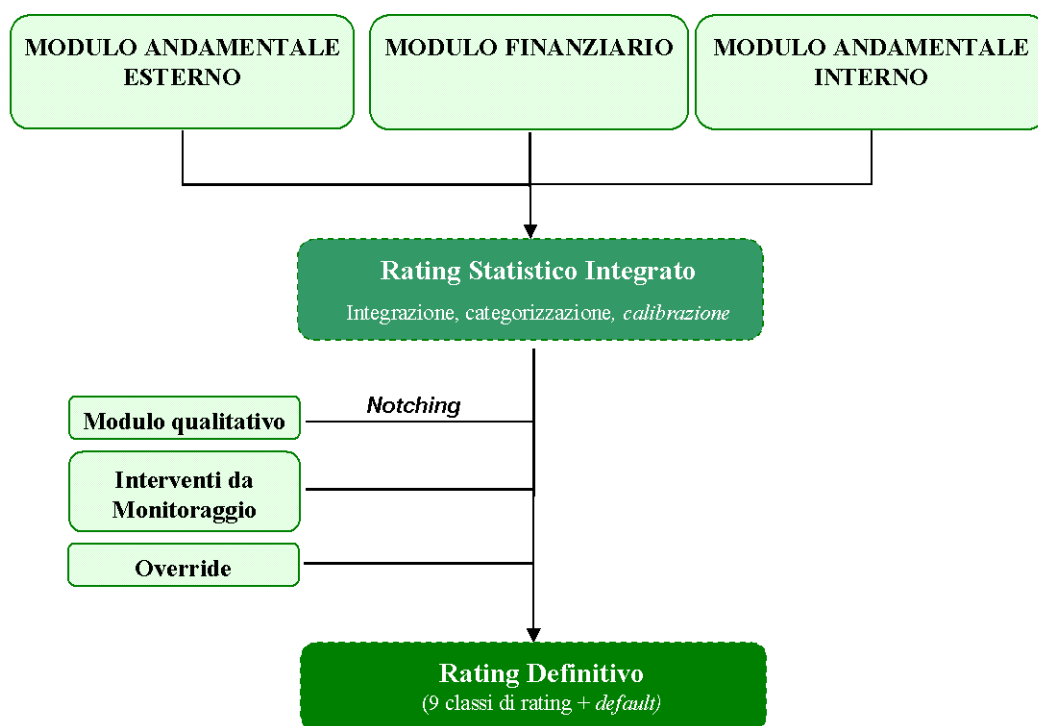 MODULO ANDAMENTALE
ESTERNO
MODULO FINANZIARIO
MODULO ANDAMENTALE
INTERNO
Rating Statistico Integrato
Integrazione, categorizzazione, calibrazione
Notching
Modulo qualitativo
Interventi da
Monitoraggio
Override
Rating Definitivo
(9 classi di rating + default)